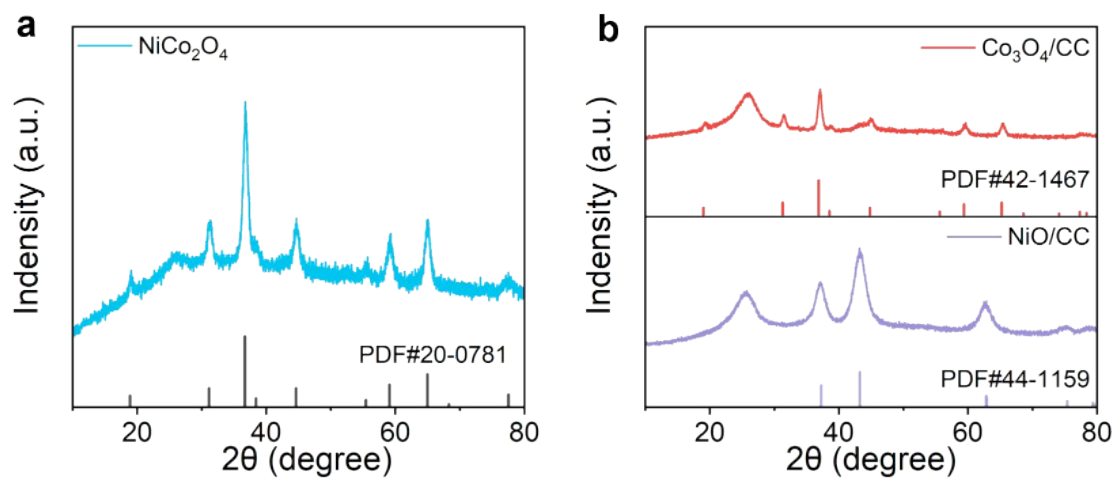 a
NiCo₂O₄
Indensity (a.u.)
PDF#20-0781
20 40 60 80
2θ (degree)
b
Co₃O₄/CC
PDF#42-1467
NiO/CC
Indensity (a.u.)
PDF#44-1159
20 40 60 80
2θ (degree)